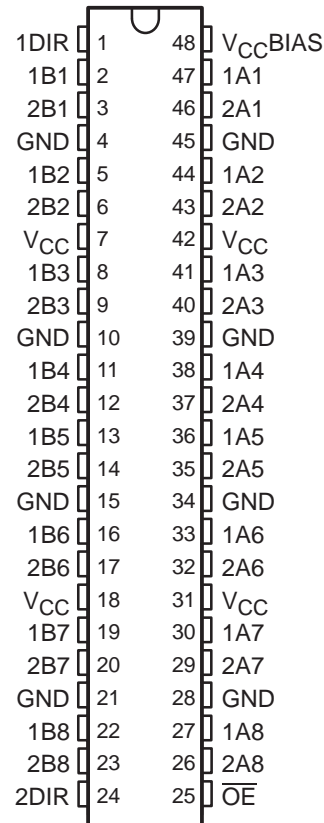 1DIR 1 48 VCCBIAS
1B1 2 47 1A1
2B1 3 46 2A1
GND 4 45 GND
1B2 5 44 1A2
2B2 6 43 2A2
VCC 7 42 VCC
1B3 8 41 1A3
2B3 9 40 2A3
GND 10 39 GND
1B4 11 38 1A4
2B4 12 37 2A4
1B5 13 36 1A5
2B5 14 35 2A5
GND 15 34 GND
1B6 16 33 1A6
2B6 17 32 2A6
VCC 18 31 VCC
1B7 19 30 1A7
2B7 20 29 2A7
GND 21 28 GND
1B8 22 27 1A8
2B8 23 26 2A8
2DIR 24 25 O̅E̅